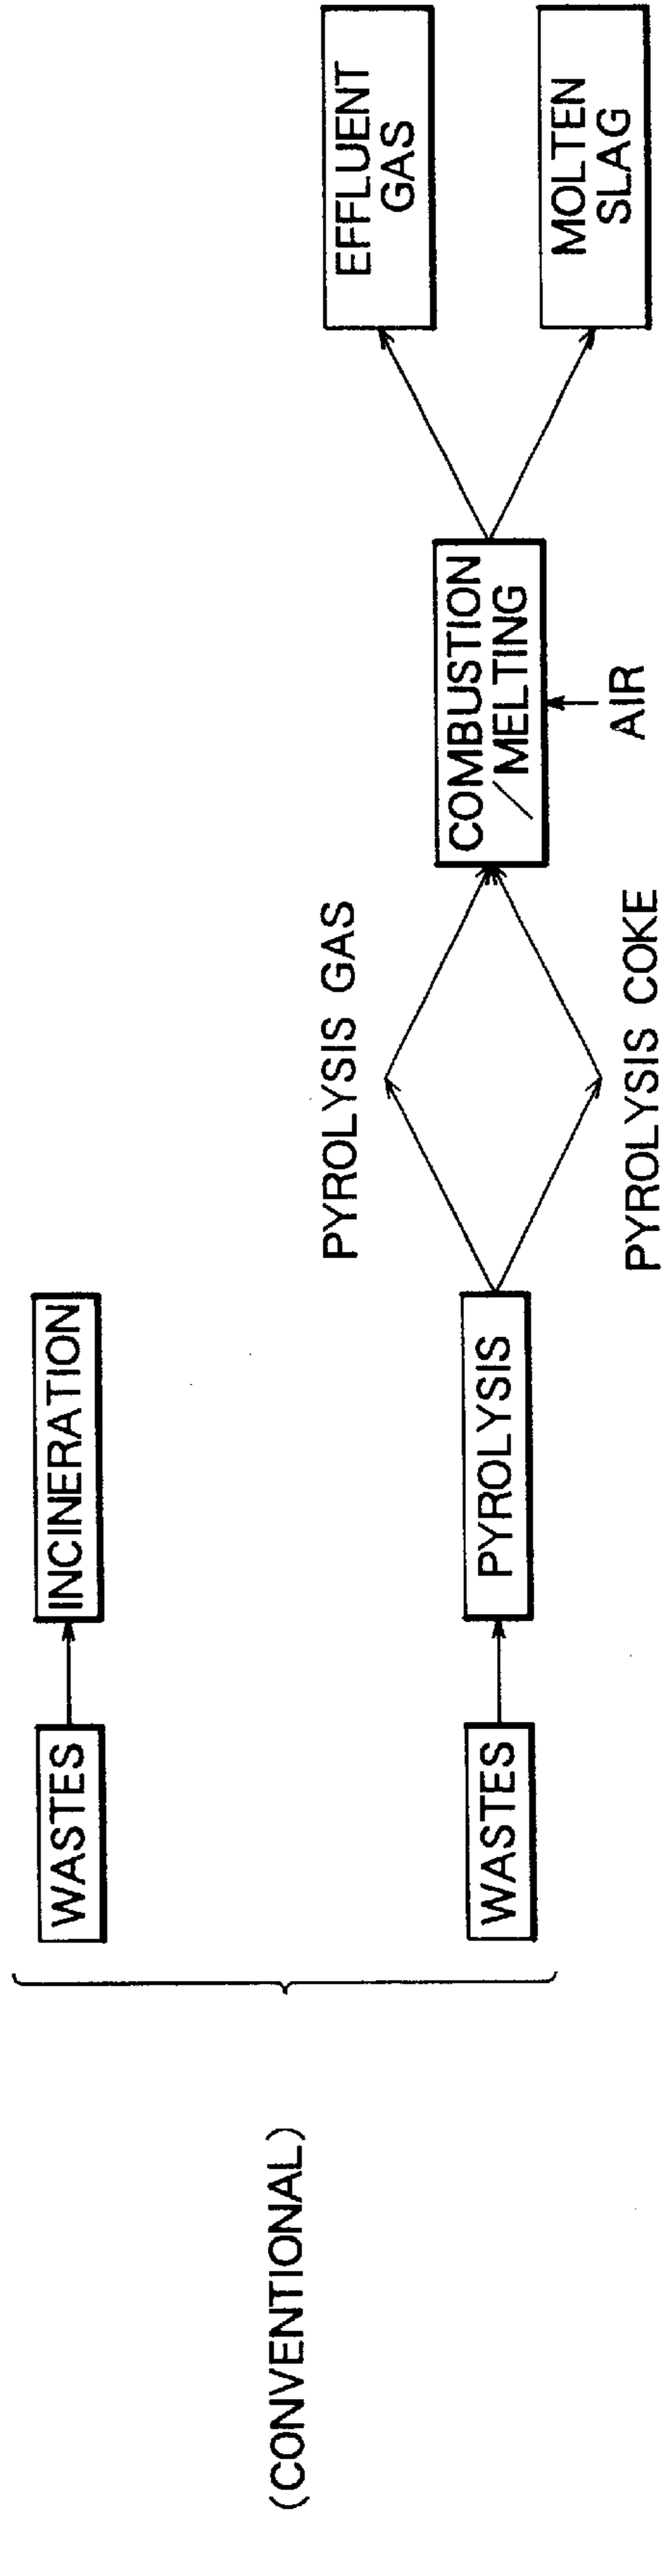 (CONVENTIONAL)
WASTES
INCINERATION
WASTES
PYROLYSIS
PYROLYSIS GAS
PYROLYSIS COKE
COMBUSTION
/MELTING
AIR
EFFLUENT
GAS
MOLTEN
SLAG